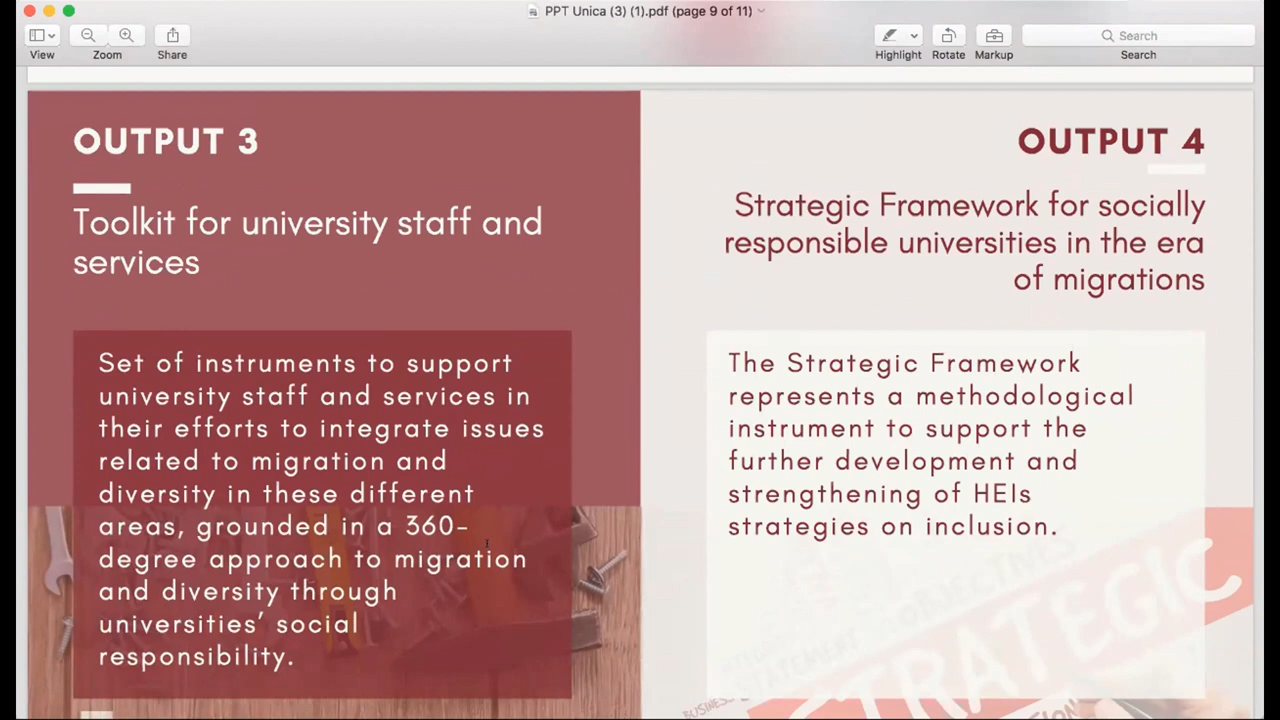 PPT Unica (3) (1).pdf (page 9 of 11)
View
Zoom
Share
Highlight
Rotate
Markup
Search
Search
OUTPUT 3
Toolkit for university staff and
services
Set of instruments to support
university staff and services in
their efforts to integrate issues
related to migration and
diversity in these different
areas, grounded in a 360-
degree approach to migration
and diversity through
universities’ social
responsibility.
OUTPUT 4
Strategic Framework for socially
responsible universities in the era
of migrations
The Strategic Framework
represents a methodological
instrument to support the
further development and
strengthening of HEIs
strategies on inclusion.
STRATEGIC